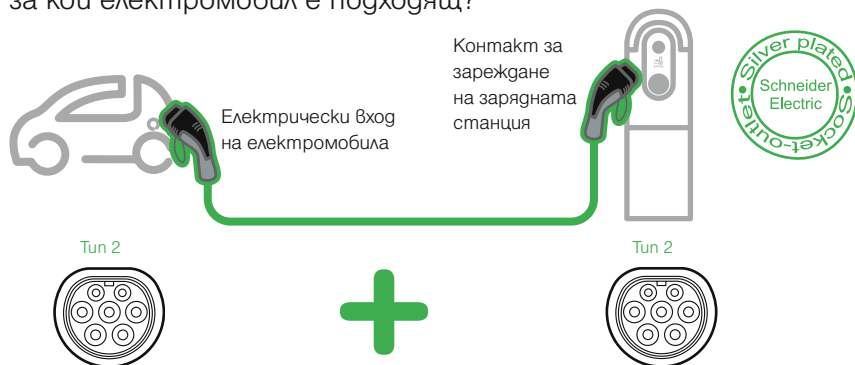 за кой електромобил е подходящ?
Контакт за
зареждане
на зарядната
станция
Електрически вход
на електромобила
Silver plated
Socket-outlet
Schneider
Electric
Тип 2
Тип 2